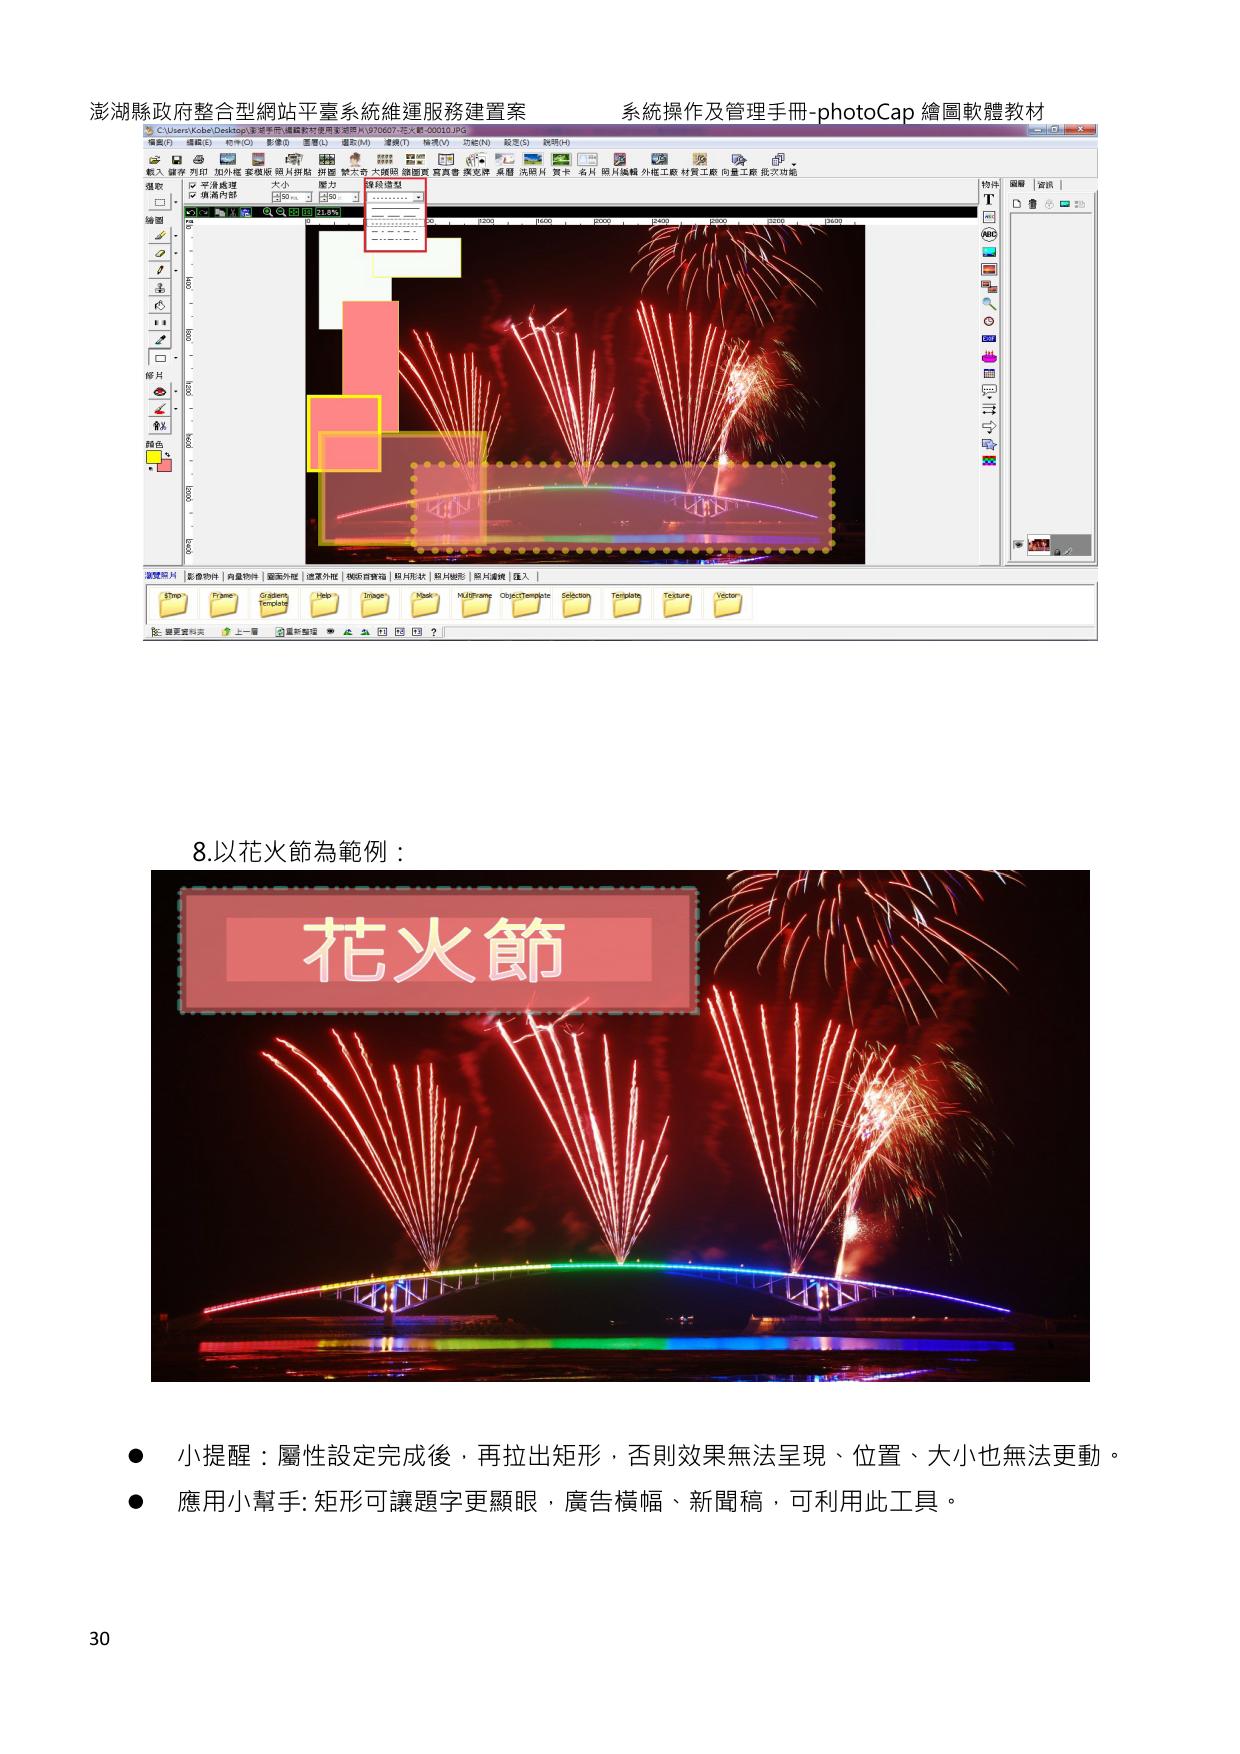 澎湖縣政府整合型網站平臺系統維運服務建置案 系統操作及管理手冊-photoCap 繪圖軟體教材
C:\Users\Kobe\Desktop\澎湖手冊\編輯教材使用澎湖照片\970607-花火節-00010.JPG
檔案(F) 編輯(E) 物件(O) 影像(I) 圖層(L) 選取(M) 濾鏡(T) 檢視(V) 功能(N) 設定(S) 說明(H)
載入 儲存 列印 加外框 套模版 照片拼貼 拼圖 大頭照 縮圖頁 寫真書 桌曆 洗照片 賀卡 名片 照片編輯 外框工廠 材質工廠 向量工廠 批次功能
選取 平滑處理 大小 壓力 線段造型 物件 圖層 資訊
填滿內部 50 50
21.8%
繪圖
1200 1600 2000 2400 2800 3200 3600
T
ABC
EXIF
修片
顏色
瀏覽照片 影像物件 向量物件 圖面外框 遮罩外框 模版百寶箱 照片形狀 照片變形 照片濾鏡 匯入
$Tmp Frame Gradient Template Help Image Mask MultiFrame ObjectTemplate Selection Template Texture Vector
變更資料夾 上一層 重新整理 ?
8.以花火節為範例：
花火節
● 小提醒：屬性設定完成後，再拉出矩形，否則效果無法呈現、位置、大小也無法更動。
● 應用小幫手: 矩形可讓題字更顯眼，廣告橫幅、新聞稿，可利用此工具。
30